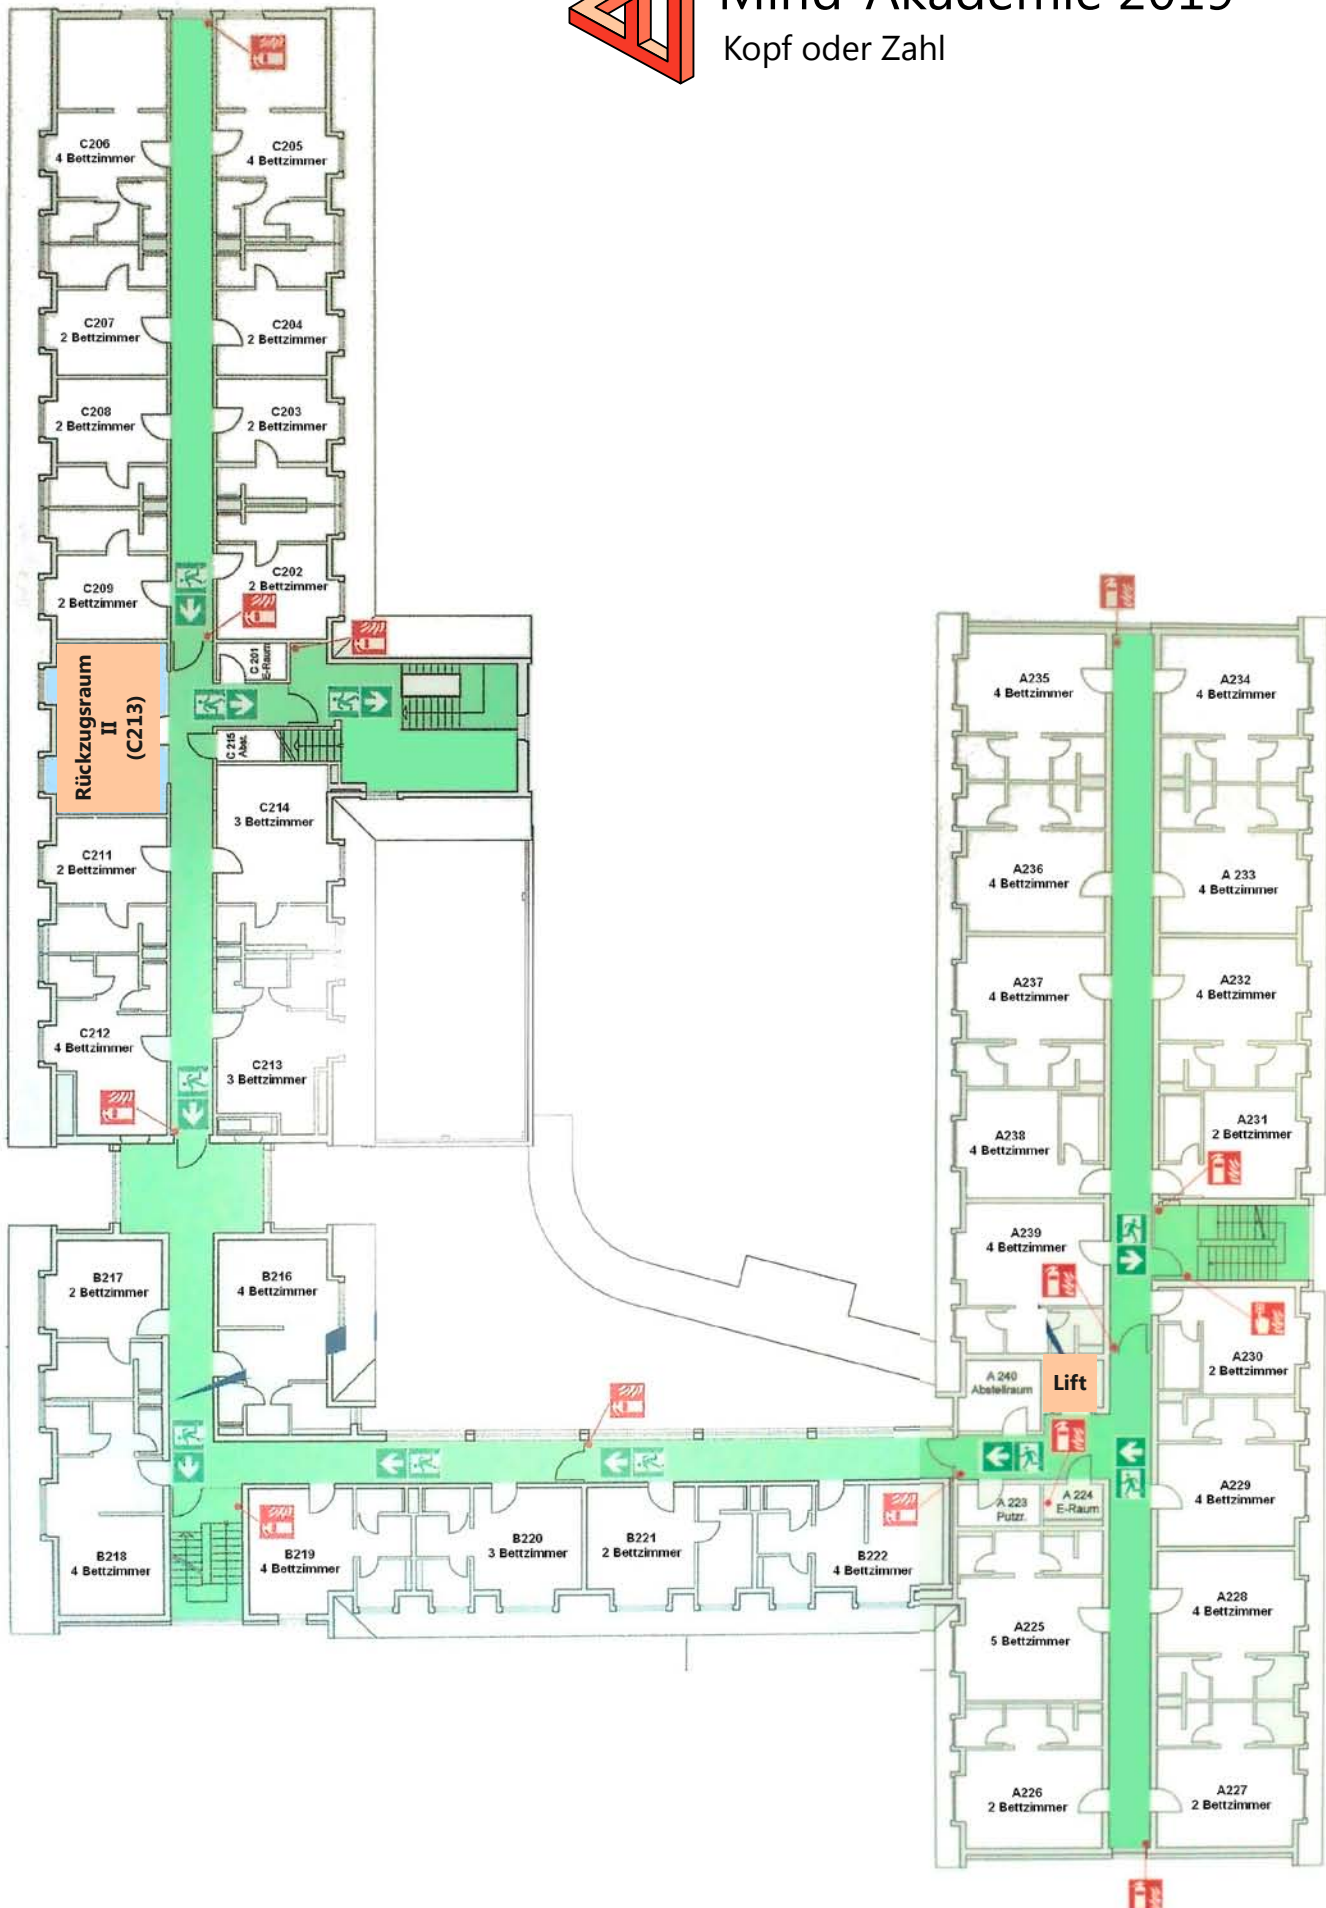 Mind-Akademie 2019
Kopf oder Zahl
C206
4 Bettzimmer
C205
4 Bettzimmer
C207
2 Bettzimmer
C204
2 Bettzimmer
C208
2 Bettzimmer
C203
2 Bettzimmer
C209
2 Bettzimmer
C202
2 Bettzimmer
C 201
E-Raum
Rückzugsraum
II
(C213)
C 215
Abst.
C214
3 Bettzimmer
C211
2 Bettzimmer
C212
4 Bettzimmer
C213
3 Bettzimmer
B217
2 Bettzimmer
B216
4 Bettzimmer
B218
4 Bettzimmer
B219
4 Bettzimmer
B220
3 Bettzimmer
B221
2 Bettzimmer
B222
4 Bettzimmer
A235
4 Bettzimmer
A234
4 Bettzimmer
A236
4 Bettzimmer
A 233
4 Bettzimmer
A237
4 Bettzimmer
A232
4 Bettzimmer
A238
4 Bettzimmer
A231
2 Bettzimmer
A239
4 Bettzimmer
A230
2 Bettzimmer
A 240
Abstellraum
Lift
A 223
Putzr.
A 224
E-Raum
A229
4 Bettzimmer
A228
4 Bettzimmer
A225
5 Bettzimmer
A226
2 Bettzimmer
A227
2 Bettzimmer